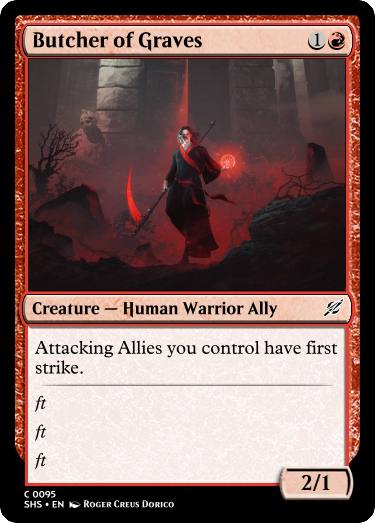 Butcher of Graves 1
Creature — Human Warrior Ally
Attacking Allies you control have first
strike.
ft
ft
ft
2/1
C 0095
SHS • EN Roger Creus Dorico